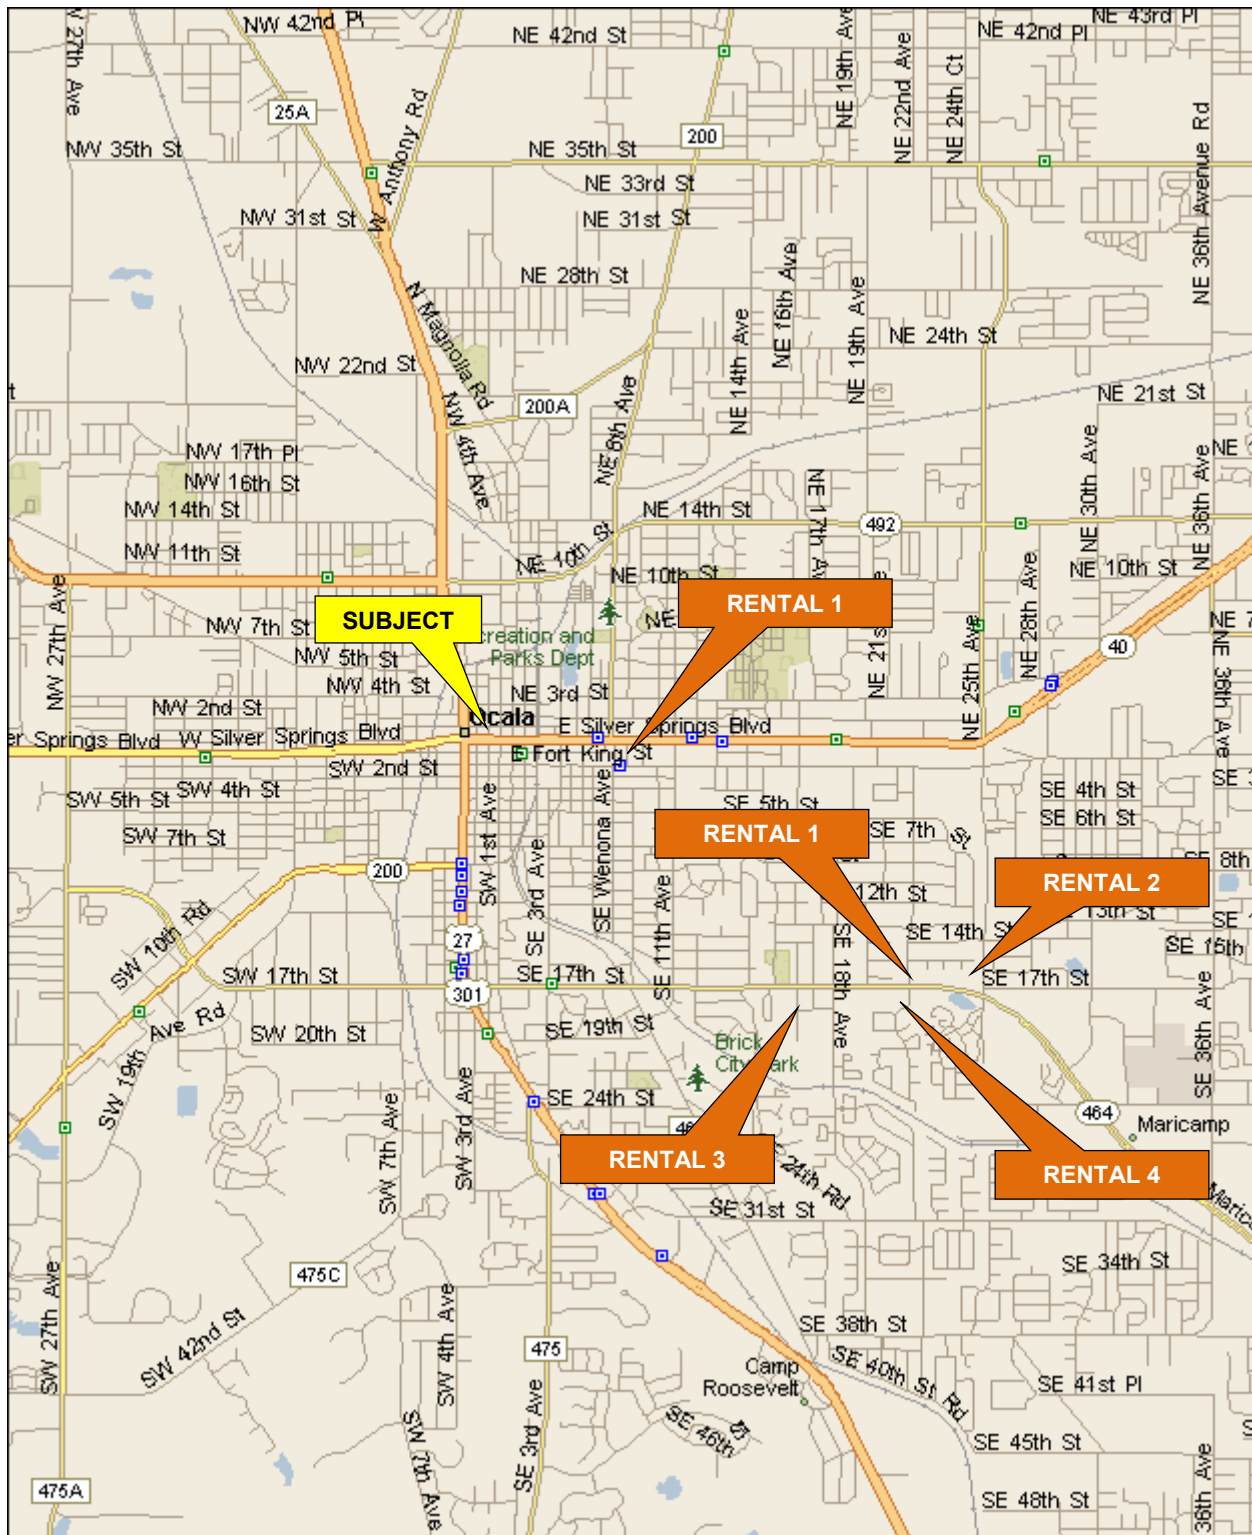 NW 42nd Pl
NE 42nd St
NE 43rd Pl
NE 42nd Pl
W 27th Ave
25A
200
NE 19th Ave
NE 22nd Ave
NE 24th Ct
NW 35th St
NE 35th St
W Anthony Rd
NE 33rd St
NW 31st St
NE 31st St
NE 36th Avenue Rd
NE 28th St
NE 16th Ave
N Magnolia Rd
NE 14th Ave
NE 19th Ave
NE 24th St
NW 22nd St
200A
NE 21st St
NW 4th Ave
NE 8th Ave
NW 17th Pl
NW 16th St
NW 14th St
NE 14th St
NE 17th Av
492
NE 30th Ave
NE 36th Ave
NW 11th St
NE 10th St
NE 10th St
NE 10th St
NW 27th Ave
SUBJECT
RENTAL 1
NW 7th St
creation and
Parks Dept
NE
NE 21st
NE 25th Ave
NE 28th Ave
40
NE 7
NE 36th Ave
NW 5th St
NW 4th St
NE 3rd St
NW 2nd St
Ocala
er Springs Blvd
W Silver Springs Blvd
E Silver Springs Blvd
E Fort King St
SW 2nd St
SW 4th St
SW 5th St
SW 7th St
SW 1st Ave
SE 3rd Ave
SE Wenona Ave
SE 5th St
SE 4th St
SE 6th St
SE 7th St
RENTAL 1
200
8th
12th St
RENTAL 2
SE 11th Ave
SE 18th Ave
SE 14th St
13th St
SE 15th
SW 10th Rd
27
SW 17th St
SE 17th St
SE 17th St
301
SW 19th Ave Rd
SW 20th St
SE 19th St
Brick
City Park
SE 36th Ave
SW 3rd Ave
SW 7th Ave
SE 24th St
464
Maricamp
RENTAL 3
SE 24th Rd
RENTAL 4
Marica
SE 31st St
SE 34th St
475C
SW 27th Ave
SW 42nd St
SW 4th Ave
475
SE 38th St
Camp
Roosevelt
SE 40th St Rd
SE 41st Pl
SE 3rd Ave
SE 46th St
SW 7th Ave
SE 45th St
475A
SE 48th St
36th Ave